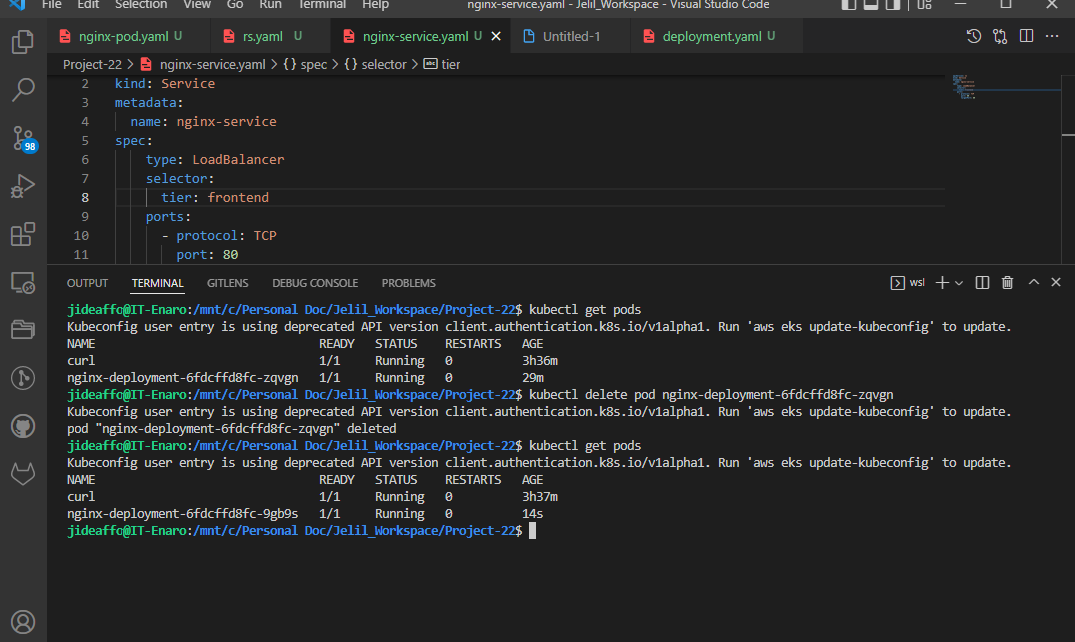 File Edit Selection View Go Run Terminal Help nginx-service.yaml - Jelil_Workspace - Visual Studio Code
nginx-pod.yaml U rs.yaml U nginx-service.yaml U Untitled-1 deployment.yaml U
Project-22 > nginx-service.yaml > {} spec > {} selector > abc tier
2 kind: Service
3 metadata:
4 name: nginx-service
5 spec:
6 type: LoadBalancer
7 selector:
8 tier: frontend
9 ports:
10 - protocol: TCP
11 port: 80
98
OUTPUT TERMINAL GITLENS DEBUG CONSOLE PROBLEMS wsl
jideaffo@IT-Enaro:/mnt/c/Personal Doc/Jelil_Workspace/Project-22$ kubectl get pods
Kubeconfig user entry is using deprecated API version client.authentication.k8s.io/v1alpha1. Run 'aws eks update-kubeconfig' to update.
NAME READY STATUS RESTARTS AGE
curl 1/1 Running 0 3h36m
nginx-deployment-6fdcffd8fc-zqvgn 1/1 Running 0 29m
jideaffo@IT-Enaro:/mnt/c/Personal Doc/Jelil_Workspace/Project-22$ kubectl delete pod nginx-deployment-6fdcffd8fc-zqvgn
Kubeconfig user entry is using deprecated API version client.authentication.k8s.io/v1alpha1. Run 'aws eks update-kubeconfig' to update.
pod "nginx-deployment-6fdcffd8fc-zqvgn" deleted
jideaffo@IT-Enaro:/mnt/c/Personal Doc/Jelil_Workspace/Project-22$ kubectl get pods
Kubeconfig user entry is using deprecated API version client.authentication.k8s.io/v1alpha1. Run 'aws eks update-kubeconfig' to update.
NAME READY STATUS RESTARTS AGE
curl 1/1 Running 0 3h37m
nginx-deployment-6fdcffd8fc-9gb9s 1/1 Running 0 14s
jideaffo@IT-Enaro:/mnt/c/Personal Doc/Jelil_Workspace/Project-22$